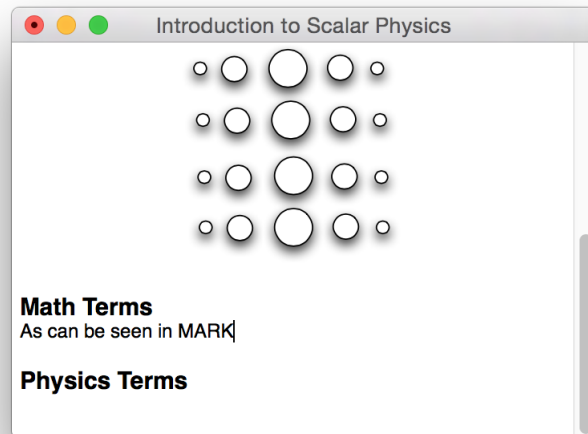 Introduction to Scalar Physics
Math Terms
As can be seen in MARK
Physics Terms